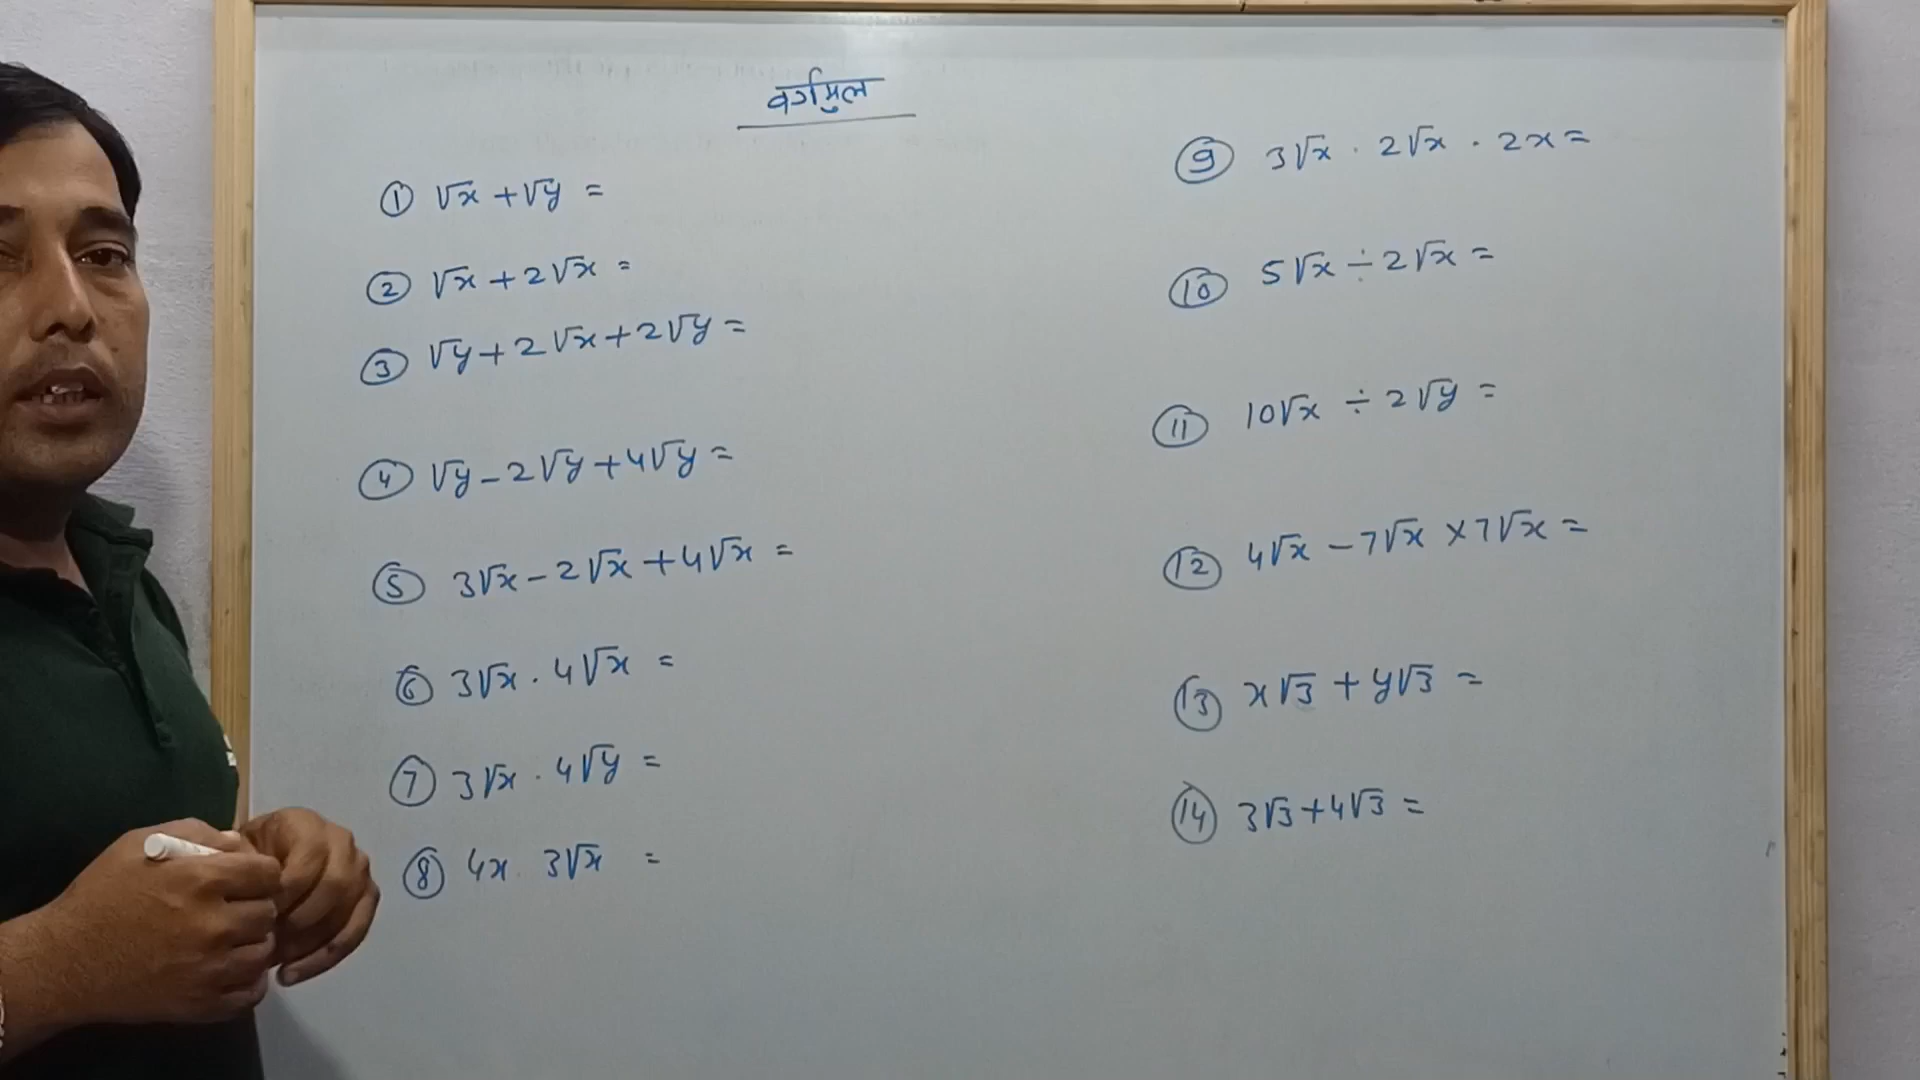 वर्गमुल
① √x + √y =
② √x + 2√x =
③ √y + 2√x + 2√y =
④ √y - 2√y + 4√y =
⑤ 3√x - 2√x + 4√x =
⑥ 3√x · 4√x =
⑦ 3√x · 4√y =
⑧ 4x · 3√x =
⑨ 3√x · 2√x · 2x =
⑩ 5√x ÷ 2√x =
⑪ 10√x ÷ 2√y =
⑫ 4√x - 7√x × 7√x =
⑬ x√3 + y√3 =
⑭ 3√3 + 4√3 =